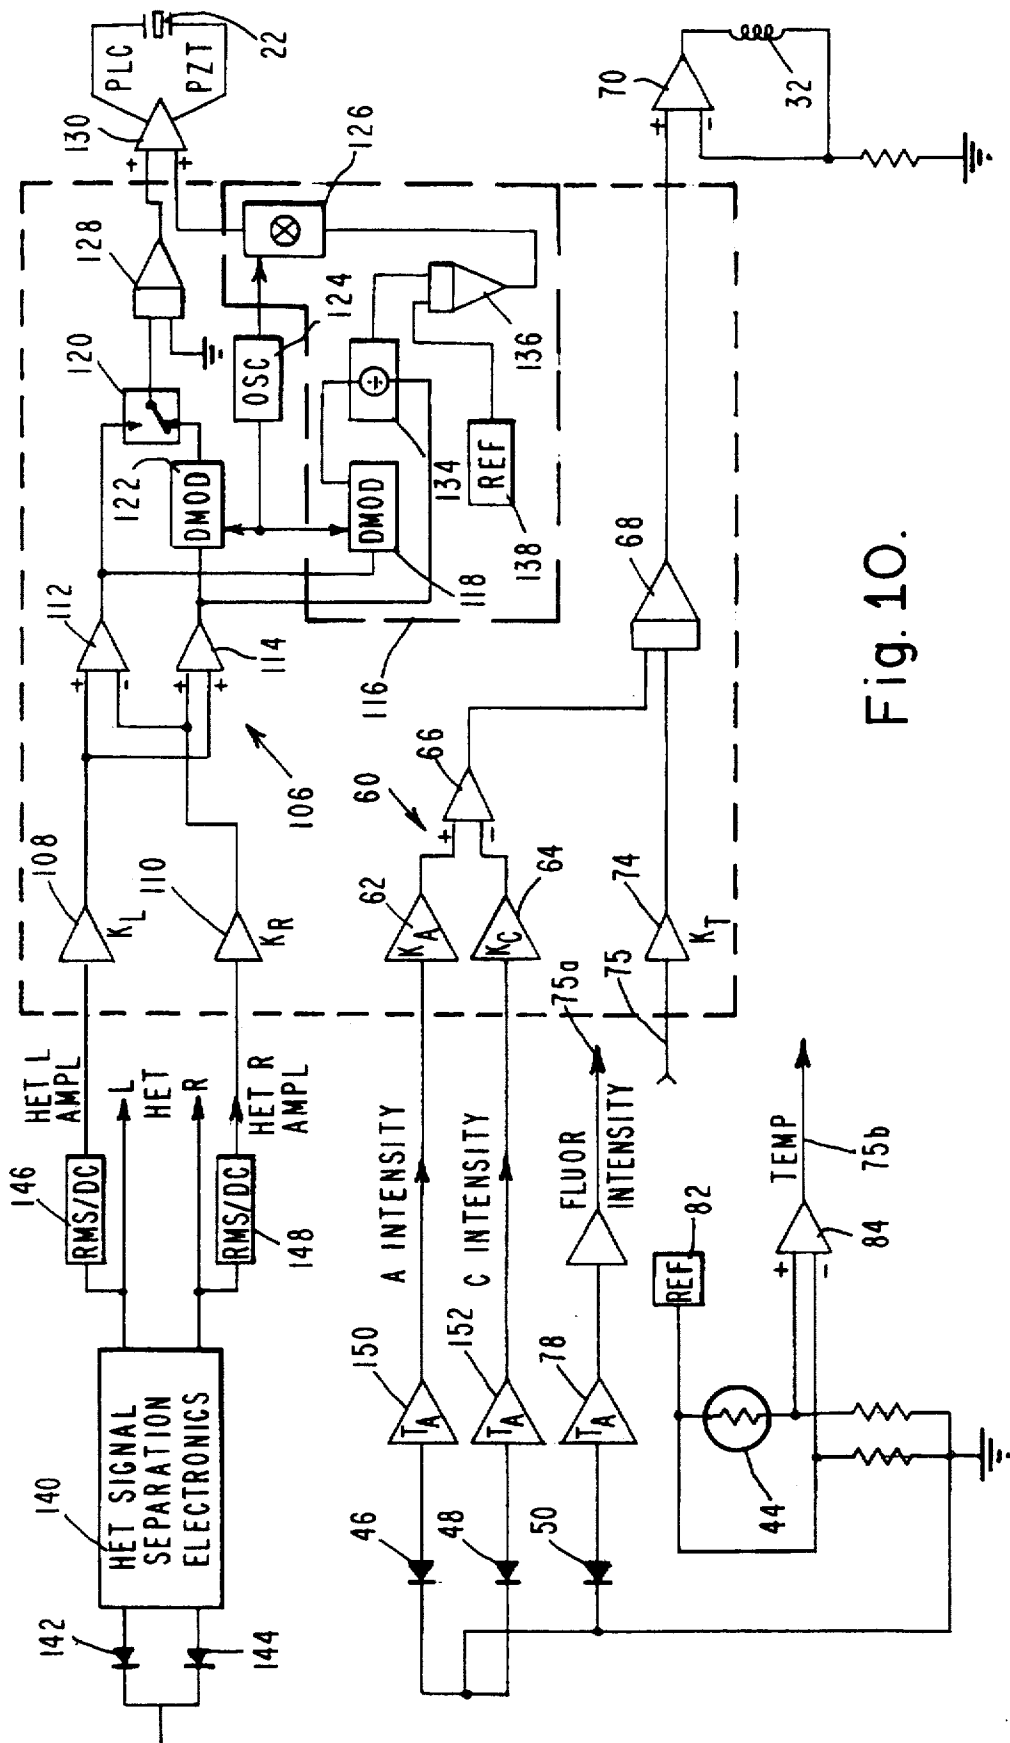 142
144
140
HET SIGNAL
SEPARATION
ELECTRONICS
146
RMS/DC
RMS/DC
148
HET L
AMPL
L
HET
R
HET R
AMPL
108
K_L
110
K_R
112
+
-
114
+
+
106
116
120
122
DMOD
128
OSC
124
DMOD
118
÷
134
REF
138
136
126
130
+
+
PLC
PZT
22
46
48
50
150
T_A
152
T_A
78
T_A
A INTENSITY
C INTENSITY
FLUOR
INTENSITY
75a
62
K_A
K_C
64
60
66
+
-
68
75
74
K_T
70
+
-
32
44
REF
82
+
-
84
TEMP
75b
Fig. 10.